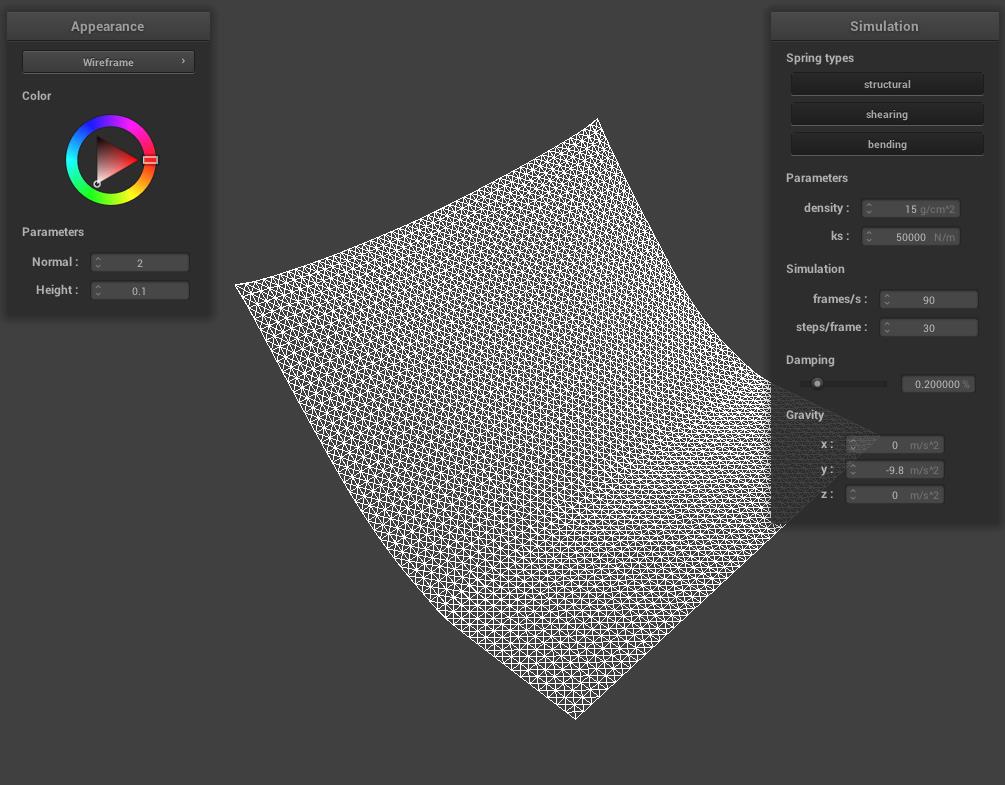 Appearance
Wireframe
Color
Parameters
Normal : 2
Height : 0.1
Simulation
Spring types
structural
shearing
bending
Parameters
density : 15 g/cm^2
ks : 50000 N/m
Simulation
frames/s : 90
steps/frame : 30
Damping
0.200000 %
Gravity
x : 0 m/s^2
y : -9.8 m/s^2
z : 0 m/s^2